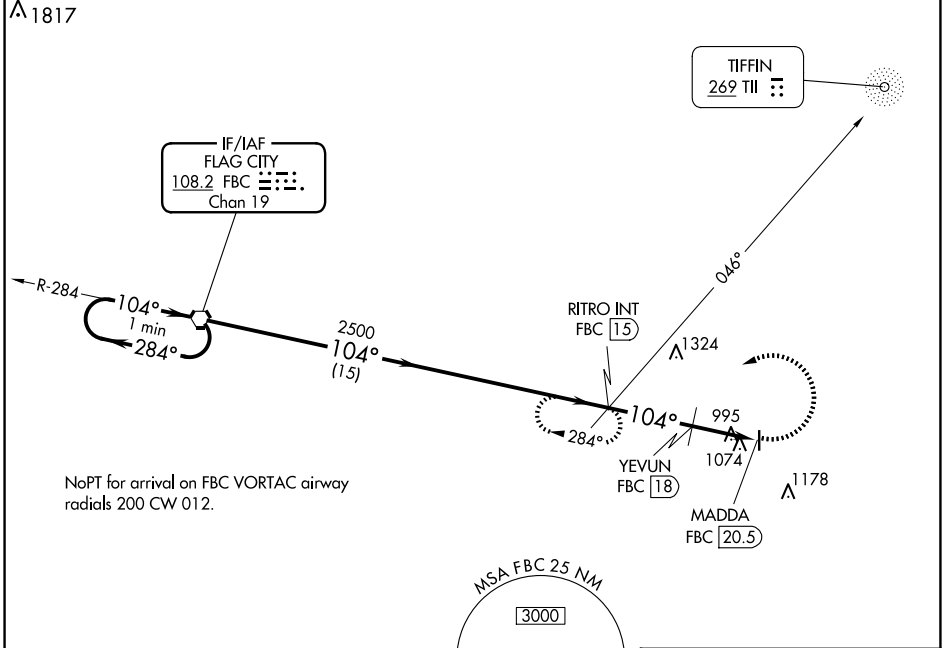 1817
TIFFIN
269 TII
IF/IAF
FLAG CITY
108.2 FBC
Chan 19
R-284
104°
1 min
284°
2500
104°
(15)
046°
RITRO INT
FBC 15
1324
284°
104°
995
1074
YEVUN
FBC 18
1178
MADDA
FBC 20.5
NoPT for arrival on FBC VORTAC airway
radials 200 CW 012.
MSA FBC 25 NM
3000